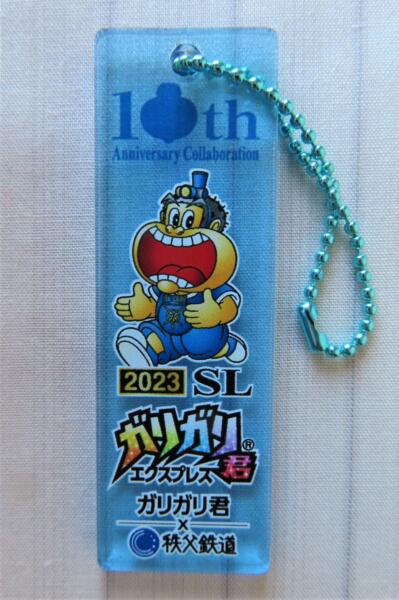 10th
Anniversary Collaboration
2023 SL
ガリガリ君®
エクスプレス
ガリガリ君
×
秩父鉄道